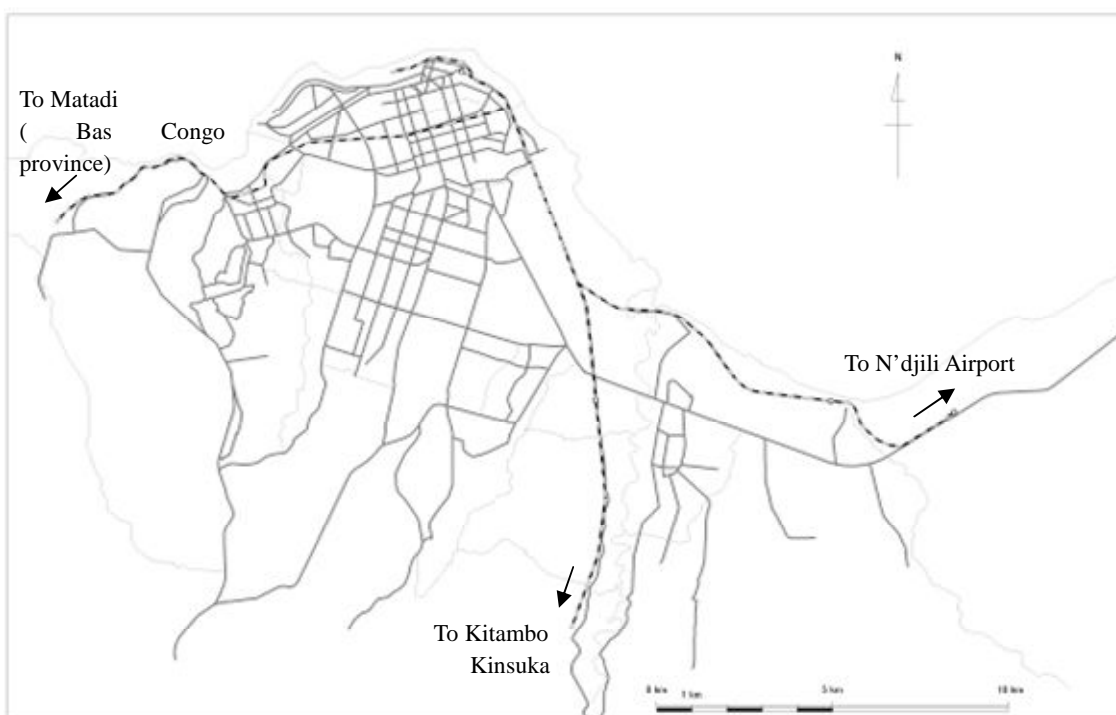 N
To Matadi
( Bas Congo
province)
To N’djili Airport
To Kitambo
Kinsuka
0 km 1 km 5 km 10 km